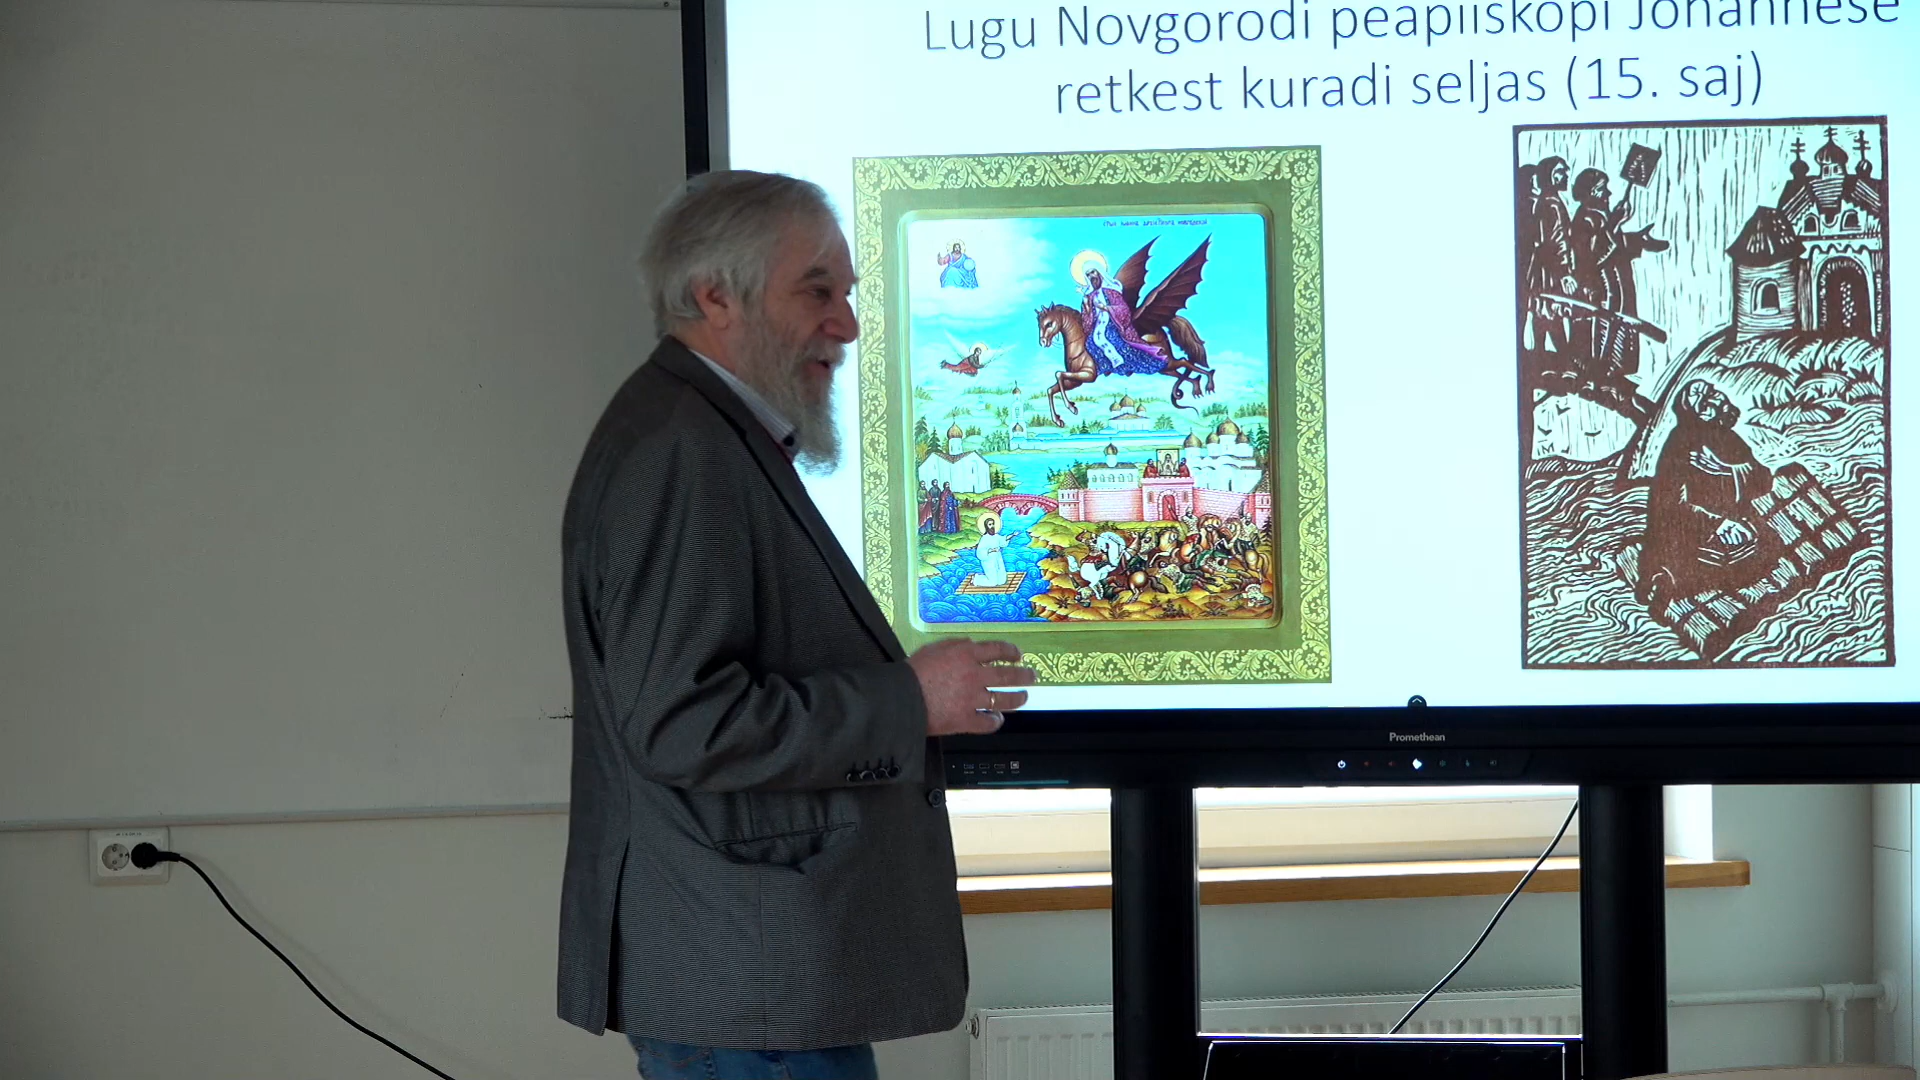 Lugu Novgorodi peapiiskopi Johannese
retkest kuradi seljas (15. saj)
Promethean